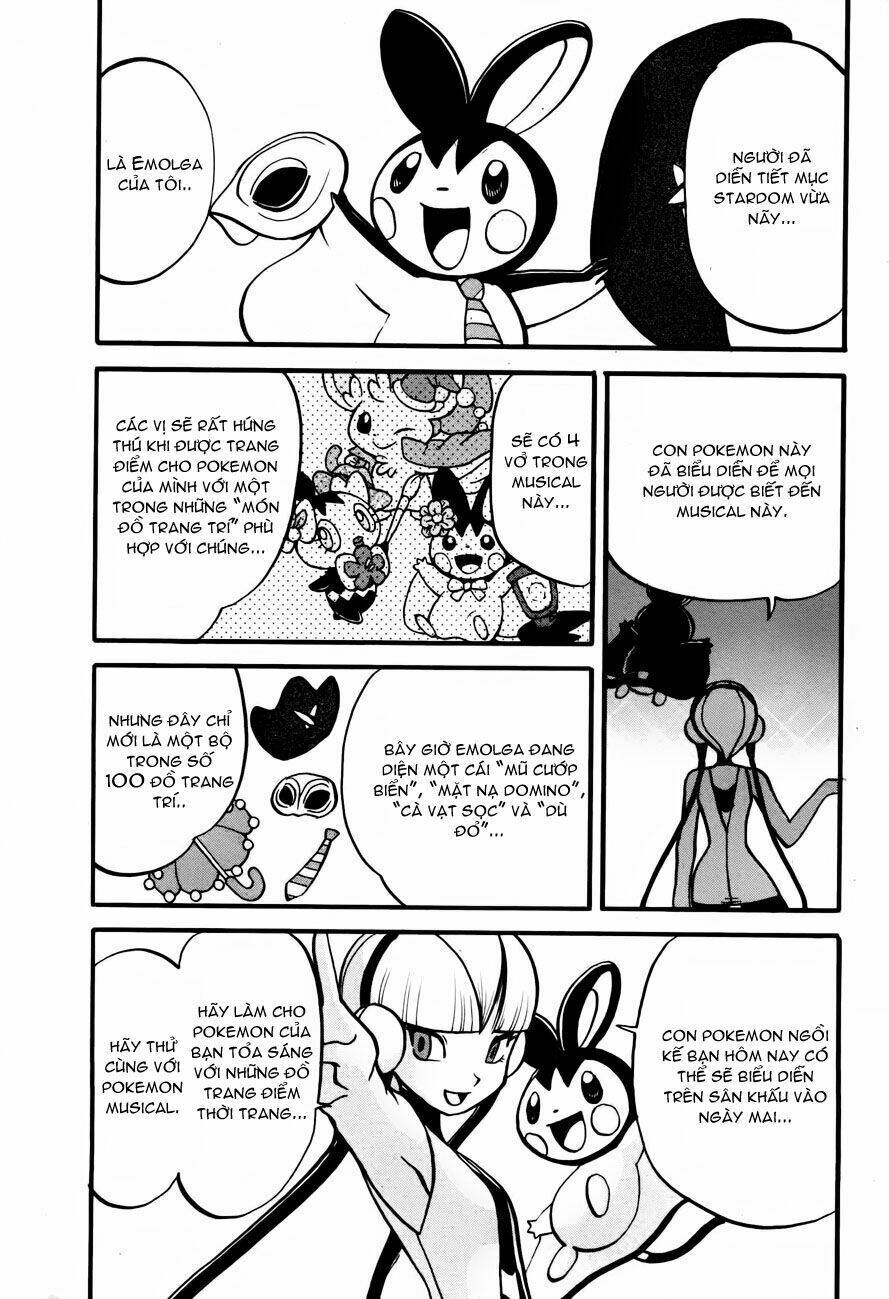 NGƯỜI ĐÃ
DIỄN TIẾT MỤC
STARDOM VỪA
NÃY...
LÀ EMOLGA
CỦA TÔI..
CON POKEMON NÀY
ĐÃ BIỂU DIỄN ĐỂ MỌI
NGƯỜI ĐƯỢC BIẾT ĐẾN
MUSICAL NÀY.
SẼ CÓ 4
VỞ TRONG
MUSICAL
NÀY...
CÁC VỊ SẼ RẤT HỨNG
THÚ KHI ĐƯỢC TRANG
ĐIỂM CHO POKEMON
CỦA MÌNH VỚI MỘT
TRONG NHỮNG "MÓN
ĐỒ TRANG TRÍ" PHÙ
HỢP VỚI CHÚNG...
BÂY GIỜ EMOLGA ĐANG
DIỆN MỘT CÁI "MŨ CƯỚP
BIỂN", "MẶT NẠ DOMINO",
"CÀ VẠT SỌC" VÀ "DÙ
ĐỎ"...
NHƯNG ĐÂY CHỈ
MỚI LÀ MỘT BỘ
TRONG SỐ
100 ĐỒ TRANG
TRÍ..
CON POKEMON NGỒI
KẾ BẠN HÔM NAY CÓ
THỂ SẼ BIỂU DIỄN
TRÊN SÂN KHẤU VÀO
NGÀY MAI...
HÃY LÀM CHO
POKEMON CỦA
BẠN TỎA SÁNG
VỚI NHỮNG ĐỒ
TRANG ĐIỂM
THỜI TRANG...
HÃY THỬ
CÙNG VỚI
POKEMON
MUSICAL.